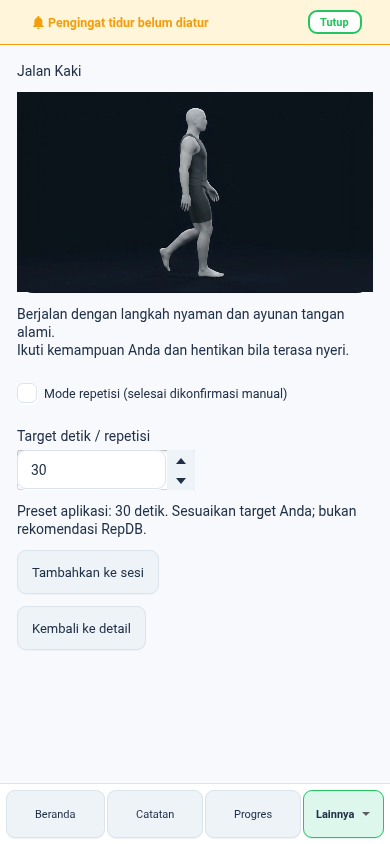 Pengingat tidur belum diatur
Tutup
Jalan Kaki
Berjalan dengan langkah nyaman dan ayunan tangan
alami.
Ikuti kemampuan Anda dan hentikan bila terasa nyeri.
Mode repetisi (selesai dikonfirmasi manual)
Target detik / repetisi
30
Preset aplikasi: 30 detik. Sesuaikan target Anda; bukan
rekomendasi RepDB.
Tambahkan ke sesi
Kembali ke detail
Beranda
Catatan
Progres
Lainnya